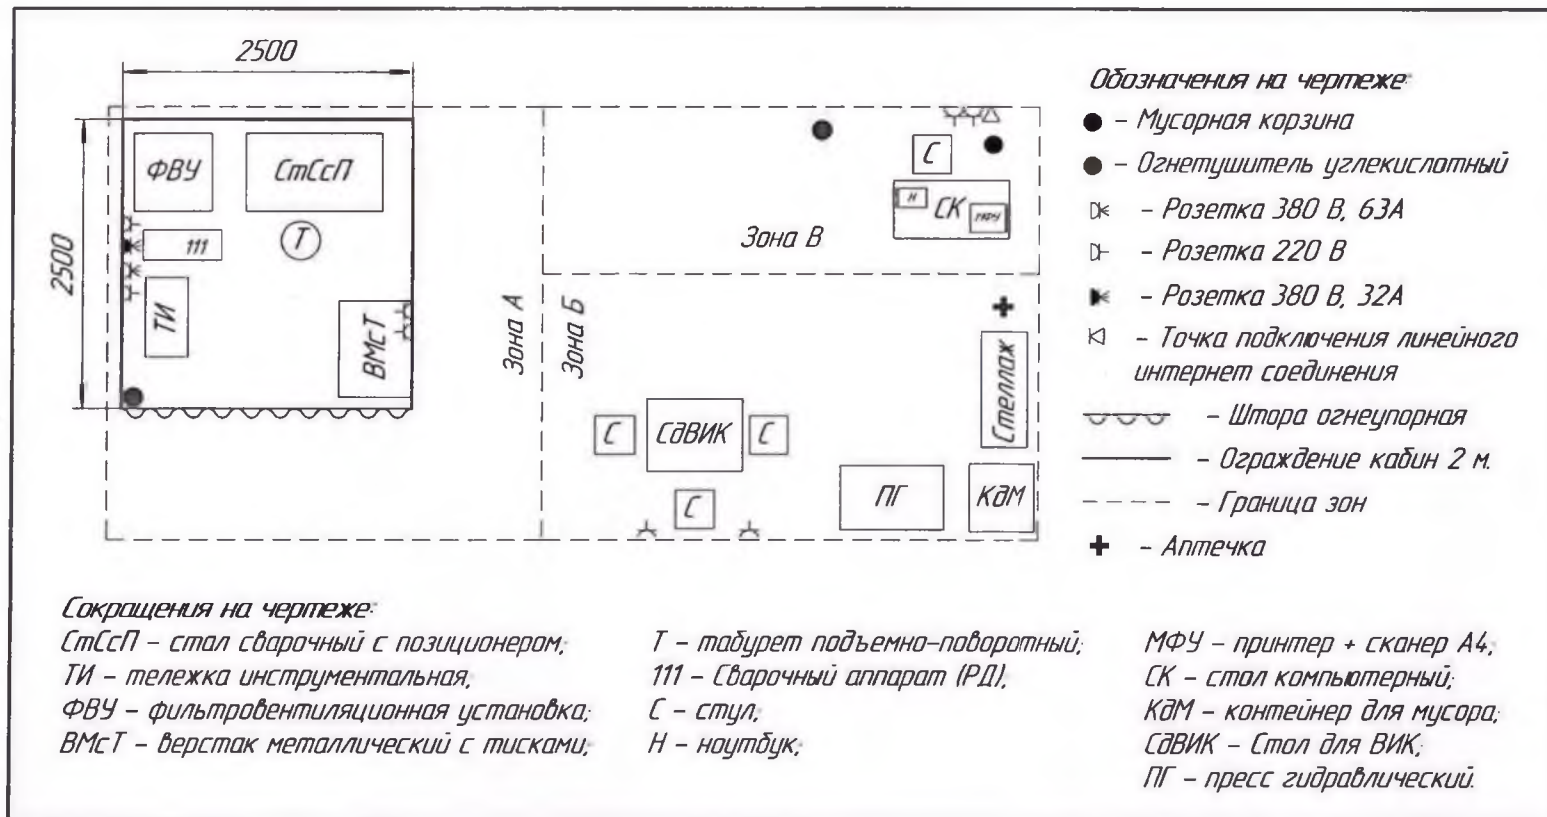 2500
2500
ФВУ
СтСсП
111
Т
ТИ
ВМсТ
Зона А
Зона Б
Зона В
С
Н
СК
МФУ
Стеллаж
С
СдВИК
С
С
ПГ
КдМ
Обозначения на чертеже:
– Мусорная корзина
– Огнетушитель углекислотный
– Розетка 380 В, 63А
– Розетка 220 В
– Розетка 380 В, 32А
– Точка подключения линейного
интернет соединения
– Штора огнеупорная
– Ограждение кабин 2 м.
– Граница зон
– Аптечка
Сокращения на чертеже:
СтСсП – стол сварочный с позиционером;
ТИ – тележка инструментальная;
ФВУ – фильтровентиляционная установка;
ВМсТ – верстак металлический с тисками;
Т – табурет подъемно-поворотный;
111 – Сварочный аппарат (РД);
С – стул;
Н – ноутбук;
МФУ – принтер + сканер А4;
СК – стол компьютерный;
КдМ – контейнер для мусора;
СдВИК – Стол для ВИК;
ПГ – пресс гидравлический.